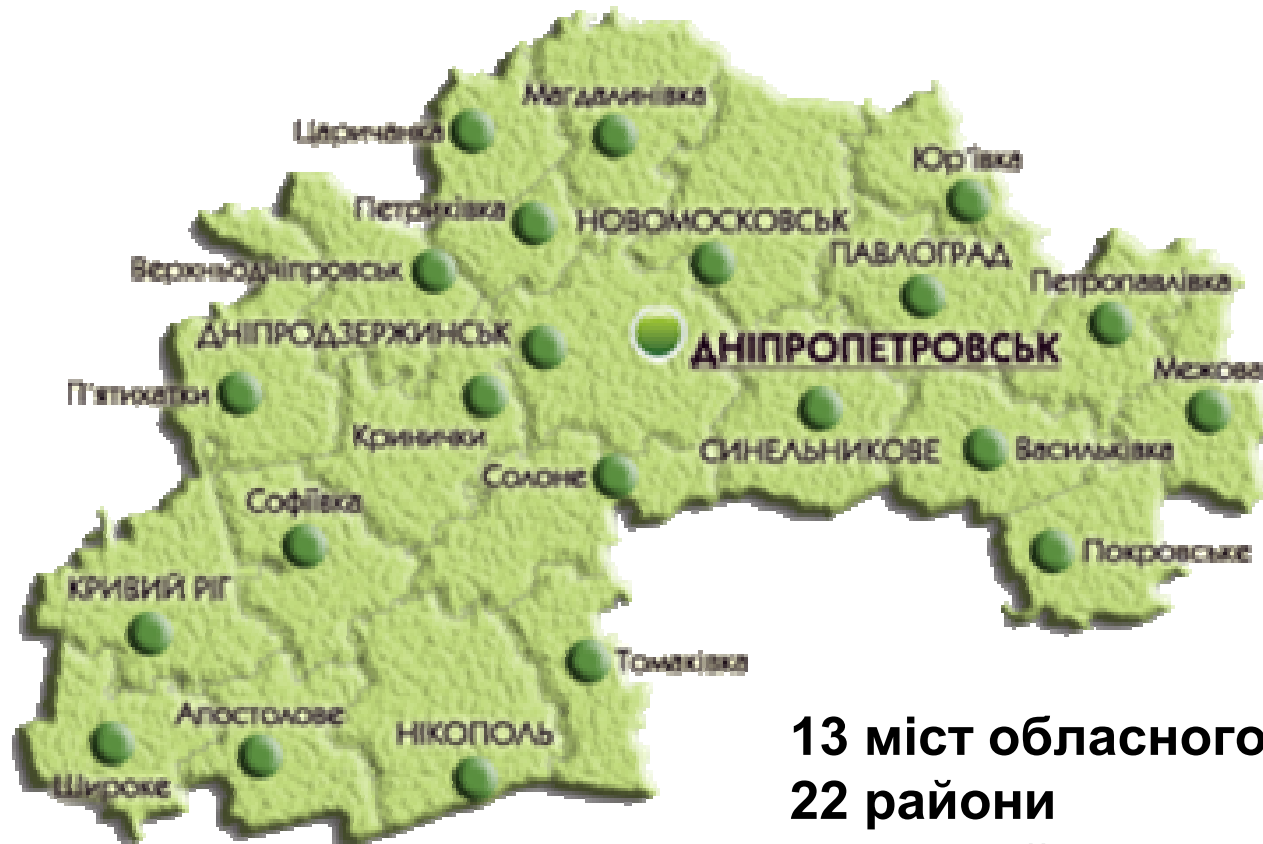 Магдалинівка
Царичанка
Юр'ївка
Петриківка
НОВОМОСКОВСЬК
ПАВЛОГРАД
Верхньодніпровськ
Петропавлівка
ДНІПРОДЗЕРЖИНСЬК
ДНІПРОПЕТРОВСЬК
Межова
П'ятихатки
Кринички
СИНЕЛЬНИКОВЕ
Васильківка
Солоне
Софіївка
Покровське
КРИВИЙ РІГ
Томаківка
Апостолове
НІКОПОЛЬ
Широке
13 міст обласного
22 райони